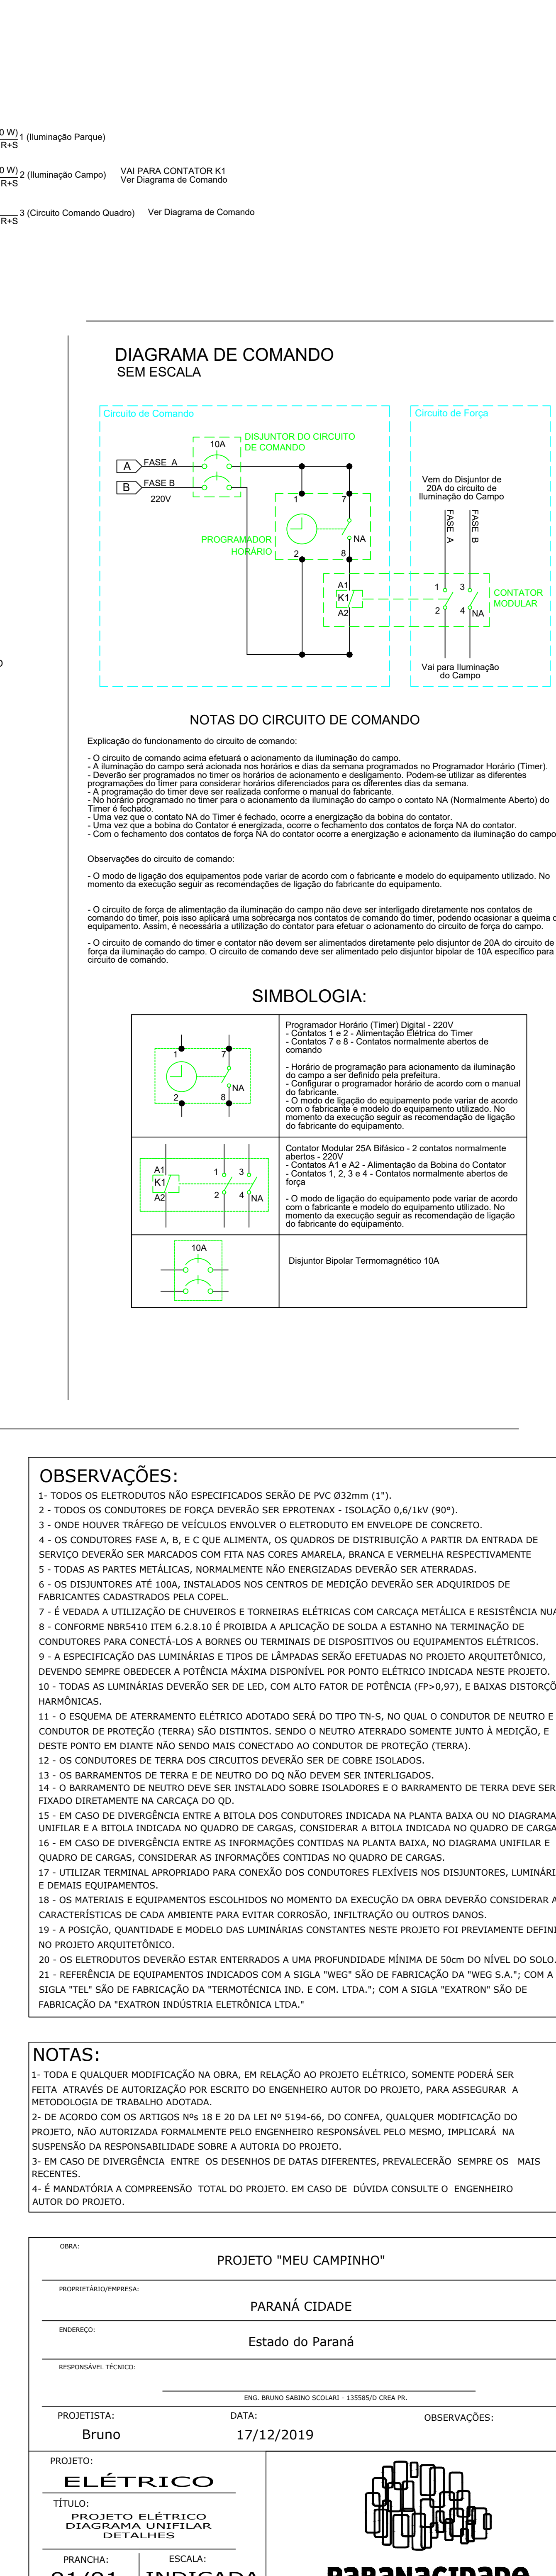 0 W) 1 (Iluminação Parque)
R+S
0 W) 2 (Iluminação Campo) VAI PARA CONTATOR K1
R+S Ver Diagrama de Comando
3 (Circuito Comando Quadro) Ver Diagrama de Comando
R+S
DIAGRAMA DE COMANDO
SEM ESCALA
Circuito de Comando
Circuito de Força
10A
DISJUNTOR DO CIRCUITO
DE COMANDO
A FASE A
B FASE B
220V
Vem do Disjuntor de
20A do circuito de
Iluminação do Campo
1 7
FASE A
FASE B
PROGRAMADOR
HORÁRIO
NA
2 8
A1
K1
A2
1 3
2 4 NA
CONTATOR
MODULAR
Vai para Iluminação
do Campo
NOTAS DO CIRCUITO DE COMANDO
Explicação do funcionamento do circuito de comando:
- O circuito de comando acima efetuará o acionamento da iluminação do campo.
- A iluminação do campo será acionada nos horários e dias da semana programados no Programador Horário (Timer).
- Deverão ser programados no timer os horários de acionamento e desligamento. Podem-se utilizar as diferentes
programações do timer para considerar horários diferenciados para os diferentes dias da semana.
- A programação do timer deve ser realizada conforme o manual do fabricante.
- No horário programado no timer para o acionamento da iluminação do campo o contato NA (Normalmente Aberto) do
Timer é fechado.
- Uma vez que o contato NA do Timer é fechado, ocorre a energização da bobina do contator.
- Uma vez que a bobina do Contator é energizada, ocorre o fechamento dos contatos de força NA do contator.
- Com o fechamento dos contatos de força NA do contator ocorre a energização e acionamento da iluminação do campo
Observações do circuito de comando:
- O modo de ligação dos equipamentos pode variar de acordo com o fabricante e modelo do equipamento utilizado. No
momento da execução seguir as recomendações de ligação do fabricante do equipamento.
- O circuito de força de alimentação da iluminação do campo não deve ser interligado diretamente nos contatos de
comando do timer, pois isso aplicará uma sobrecarga nos contatos de comando do timer, podendo ocasionar a queima
equipamento. Assim, é necessária a utilização do contator para efetuar o acionamento do circuito de força do campo.
- O circuito de comando do timer e contator não devem ser alimentados diretamente pelo disjuntor de 20A do circuito de
força da iluminação do campo. O circuito de comando deve ser alimentado pelo disjuntor bipolar de 10A específico para
circuito de comando.
SIMBOLOGIA:
1 7
NA
2 8
Programador Horário (Timer) Digital - 220V
- Contatos 1 e 2 - Alimentação Elétrica do Timer
- Contatos 7 e 8 - Contatos normalmente abertos de
comando
- Horário de programação para acionamento da iluminação
do campo a ser definido pela prefeitura.
- Configurar o programador horário de acordo com o manual
do fabricante.
- O modo de ligação do equipamento pode variar de acordo
com o fabricante e modelo do equipamento utilizado. No
momento da execução seguir as recomendação de ligação
do fabricante do equipamento.
A1
K1
A2
1 3
2 4 NA
Contator Modular 25A Bifásico - 2 contatos normalmente
abertos - 220V
- Contatos A1 e A2 - Alimentação da Bobina do Contator
- Contatos 1, 2, 3 e 4 - Contatos normalmente abertos de
força
- O modo de ligação do equipamento pode variar de acordo
com o fabricante e modelo do equipamento utilizado. No
momento da execução seguir as recomendação de ligação
do fabricante do equipamento.
10A
Disjuntor Bipolar Termomagnético 10A
OBSERVAÇÕES:
1- TODOS OS ELETRODUTOS NÃO ESPECIFICADOS SERÃO DE PVC Ø32mm (1").
2 - TODOS OS CONDUTORES DE FORÇA DEVERÃO SER EPROTENAX - ISOLAÇÃO 0,6/1kV (90°).
3 - ONDE HOUVER TRÁFEGO DE VEÍCULOS ENVOLVER O ELETRODUTO EM ENVELOPE DE CONCRETO.
4 - OS CONDUTORES FASE A, B, E C QUE ALIMENTA, OS QUADROS DE DISTRIBUIÇÃO A PARTIR DA ENTRADA DE
SERVIÇO DEVERÃO SER MARCADOS COM FITA NAS CORES AMARELA, BRANCA E VERMELHA RESPECTIVAMENTE
5 - TODAS AS PARTES METÁLICAS, NORMALMENTE NÃO ENERGIZADAS DEVERÃO SER ATERRADAS.
6 - OS DISJUNTORES ATÉ 100A, INSTALADOS NOS CENTROS DE MEDIÇÃO DEVERÃO SER ADQUIRIDOS DE
FABRICANTES CADASTRADOS PELA COPEL.
7 - É VEDADA A UTILIZAÇÃO DE CHUVEIROS E TORNEIRAS ELÉTRICAS COM CARCAÇA METÁLICA E RESISTÊNCIA NUA
8 - CONFORME NBR5410 ITEM 6.2.8.10 É PROIBIDA A APLICAÇÃO DE SOLDA A ESTANHO NA TERMINAÇÃO DE
CONDUTORES PARA CONECTÁ-LOS A BORNES OU TERMINAIS DE DISPOSITIVOS OU EQUIPAMENTOS ELÉTRICOS.
9 - A ESPECIFICAÇÃO DAS LUMINÁRIAS E TIPOS DE LÂMPADAS SERÃO EFETUADAS NO PROJETO ARQUITETÔNICO,
DEVENDO SEMPRE OBEDECER A POTÊNCIA MÁXIMA DISPONÍVEL POR PONTO ELÉTRICO INDICADA NESTE PROJETO.
10 - TODAS AS LUMINÁRIAS DEVERÃO SER DE LED, COM ALTO FATOR DE POTÊNCIA (FP>0,97), E BAIXAS DISTORÇÕ
HARMÔNICAS.
11 - O ESQUEMA DE ATERRAMENTO ELÉTRICO ADOTADO SERÁ DO TIPO TN-S, NO QUAL O CONDUTOR DE NEUTRO E
CONDUTOR DE PROTEÇÃO (TERRA) SÃO DISTINTOS. SENDO O NEUTRO ATERRADO SOMENTE JUNTO À MEDIÇÃO, E
DESTE PONTO EM DIANTE NÃO SENDO MAIS CONECTADO AO CONDUTOR DE PROTEÇÃO (TERRA).
12 - OS CONDUTORES DE TERRA DOS CIRCUITOS DEVERÃO SER DE COBRE ISOLADOS.
13 - OS BARRAMENTOS DE TERRA E DE NEUTRO DO DQ NÃO DEVEM SER INTERLIGADOS.
14 - O BARRAMENTO DE NEUTRO DEVE SER INSTALADO SOBRE ISOLADORES E O BARRAMENTO DE TERRA DEVE SER
FIXADO DIRETAMENTE NA CARCAÇA DO QD.
15 - EM CASO DE DIVERGÊNCIA ENTRE A BITOLA DOS CONDUTORES INDICADA NA PLANTA BAIXA OU NO DIAGRAMA
UNIFILAR E A BITOLA INDICADA NO QUADRO DE CARGAS, CONSIDERAR A BITOLA INDICADA NO QUADRO DE CARGA
16 - EM CASO DE DIVERGÊNCIA ENTRE AS INFORMAÇÕES CONTIDAS NA PLANTA BAIXA, NO DIAGRAMA UNIFILAR E
QUADRO DE CARGAS, CONSIDERAR AS INFORMAÇÕES CONTIDAS NO QUADRO DE CARGAS.
17 - UTILIZAR TERMINAL APROPRIADO PARA CONEXÃO DOS CONDUTORES FLEXÍVEIS NOS DISJUNTORES, LUMINÁRI
E DEMAIS EQUIPAMENTOS.
18 - OS MATERIAIS E EQUIPAMENTOS ESCOLHIDOS NO MOMENTO DA EXECUÇÃO DA OBRA DEVERÃO CONSIDERAR A
CARACTERÍSTICAS DE CADA AMBIENTE PARA EVITAR CORROSÃO, INFILTRAÇÃO OU OUTROS DANOS.
19 - A POSIÇÃO, QUANTIDADE E MODELO DAS LUMINÁRIAS CONSTANTES NESTE PROJETO FOI PREVIAMENTE DEFINI
NO PROJETO ARQUITETÔNICO.
20 - OS ELETRODUTOS DEVERÃO ESTAR ENTERRADOS A UMA PROFUNDIDADE MÍNIMA DE 50cm DO NÍVEL DO SOLO.
21 - REFERÊNCIA DE EQUIPAMENTOS INDICADOS COM A SIGLA "WEG" SÃO DE FABRICAÇÃO DA "WEG S.A."; COM A
SIGLA "TEL" SÃO DE FABRICAÇÃO DA "TERMOTÉCNICA IND. E COM. LTDA."; COM A SIGLA "EXATRON" SÃO DE
FABRICAÇÃO DA "EXATRON INDÚSTRIA ELETRÔNICA LTDA."
NOTAS:
1- TODA E QUALQUER MODIFICAÇÃO NA OBRA, EM RELAÇÃO AO PROJETO ELÉTRICO, SOMENTE PODERÁ SER
FEITA ATRAVÉS DE AUTORIZAÇÃO POR ESCRITO DO ENGENHEIRO AUTOR DO PROJETO, PARA ASSEGURAR A
METODOLOGIA DE TRABALHO ADOTADA.
2- DE ACORDO COM OS ARTIGOS Nºs 18 E 20 DA LEI Nº 5194-66, DO CONFEA, QUALQUER MODIFICAÇÃO DO
PROJETO, NÃO AUTORIZADA FORMALMENTE PELO ENGENHEIRO RESPONSÁVEL PELO MESMO, IMPLICARÁ NA
SUSPENSÃO DA RESPONSABILIDADE SOBRE A AUTORIA DO PROJETO.
3- EM CASO DE DIVERGÊNCIA ENTRE OS DESENHOS DE DATAS DIFERENTES, PREVALECERÃO SEMPRE OS MAIS
RECENTES.
4- É MANDATÓRIA A COMPREENSÃO TOTAL DO PROJETO. EM CASO DE DÚVIDA CONSULTE O ENGENHEIRO
AUTOR DO PROJETO.
OBRA:
PROJETO "MEU CAMPINHO"
PROPRIETÁRIO/EMPRESA:
PARANÁ CIDADE
ENDEREÇO:
Estado do Paraná
RESPONSÁVEL TÉCNICO:
ENG. BRUNO SABINO SCOLARI - 135585/D CREA PR.
PROJETISTA: DATA: OBSERVAÇÕES:
Bruno 17/12/2019
PROJETO:
ELÉTRICO
TÍTULO:
PROJETO ELÉTRICO
DIAGRAMA UNIFILAR
DETALHES
PRANCHA: ESCALA:
01/01 INDICADA
PARANACIDADE